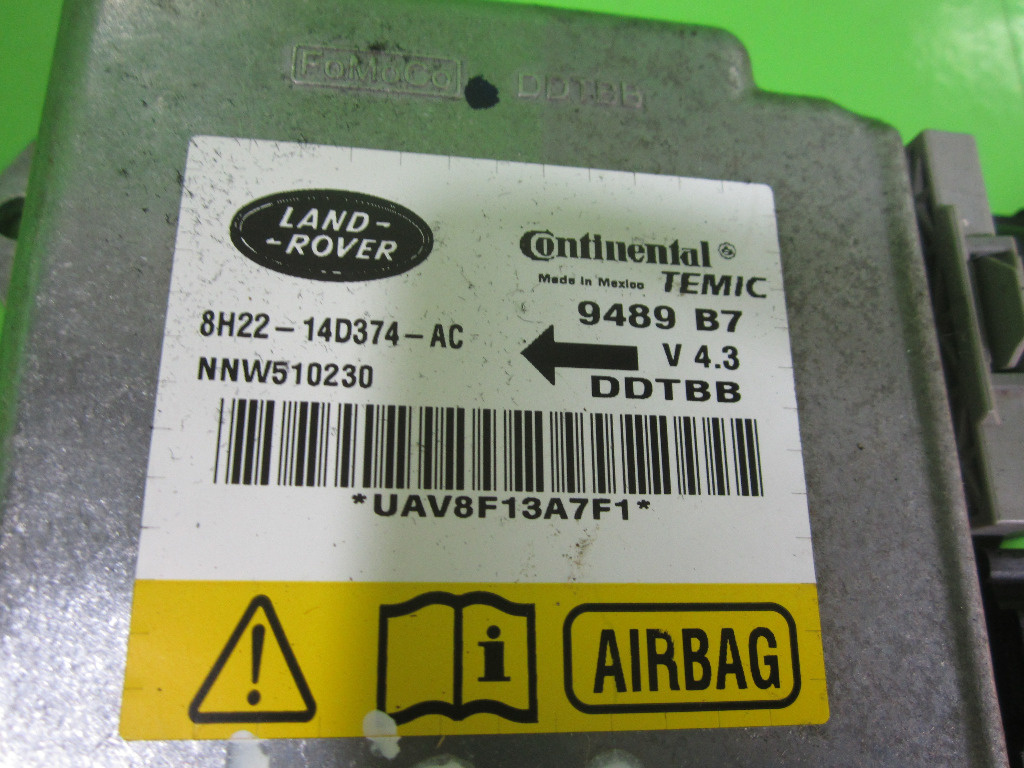 FoMoCo DDTBB
LAND-
-ROVER
Continental®
Made in Mexico TEMIC
9489 B7
8H22-14D374-AC
V 4.3
NNW510230
DDTBB
*UAV8F13A7F1*
! i AIRBAG